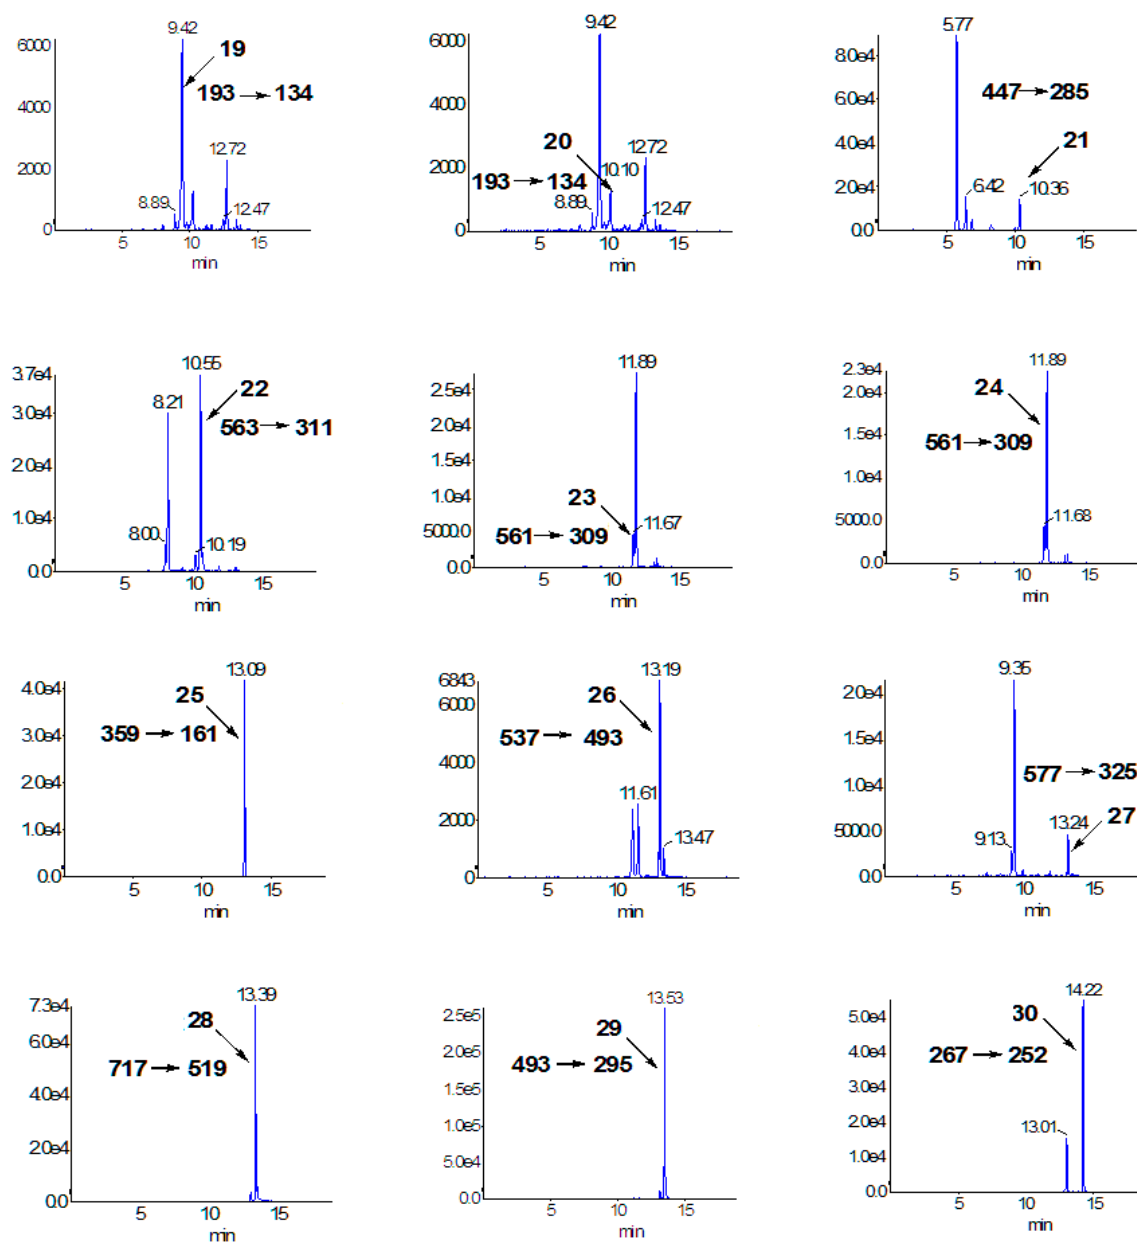 9.42
6000
19
193 → 134
4000
12.72
2000
8.89
12.47
0
5 10 15
min
9.42
6000
4000
20
12.72
10.10
193 → 134
2000
8.89
12.47
0
5 10 15
min
5.77
8.0e4
447 → 285
6.0e4
21
4.0e4
6.42
10.36
2.0e4
0.0
5 10 15
min
10.55
3.7e4
22
3.0e4
8.21
563 → 311
2.0e4
1.0e4
8.00
10.19
0.0
5 10 15
min
11.89
2.5e4
2.0e4
1.5e4
1.0e4
23
5000.0
11.67
561 → 309
0.0
5 10 15
min
11.89
2.3e4
2.0e4
24
1.5e4
561 → 309
1.0e4
11.68
5000.0
0.0
5 10 15
min
13.09
4.0e4
25
3.0e4
359 → 161
2.0e4
1.0e4
0.0
5 10 15
min
13.19
6843
6000
26
537 → 493
4000
11.61
2000
13.47
0
5 10 15
min
9.35
2.0e4
1.5e4
577 → 325
1.0e4
13.24
27
5000.0
9.13
0.0
5 10 15
min
13.39
7.3e4
6.0e4
28
717 → 519
4.0e4
2.0e4
0.0
5 10 15
min
13.53
2.5e5
29
2.0e5
493 → 295
1.5e5
1.0e5
5.0e4
0.0
5 10 15
min
14.22
5.0e4
30
4.0e4
267 → 252
3.0e4
2.0e4
13.01
1.0e4
0.0
5 10 15
min